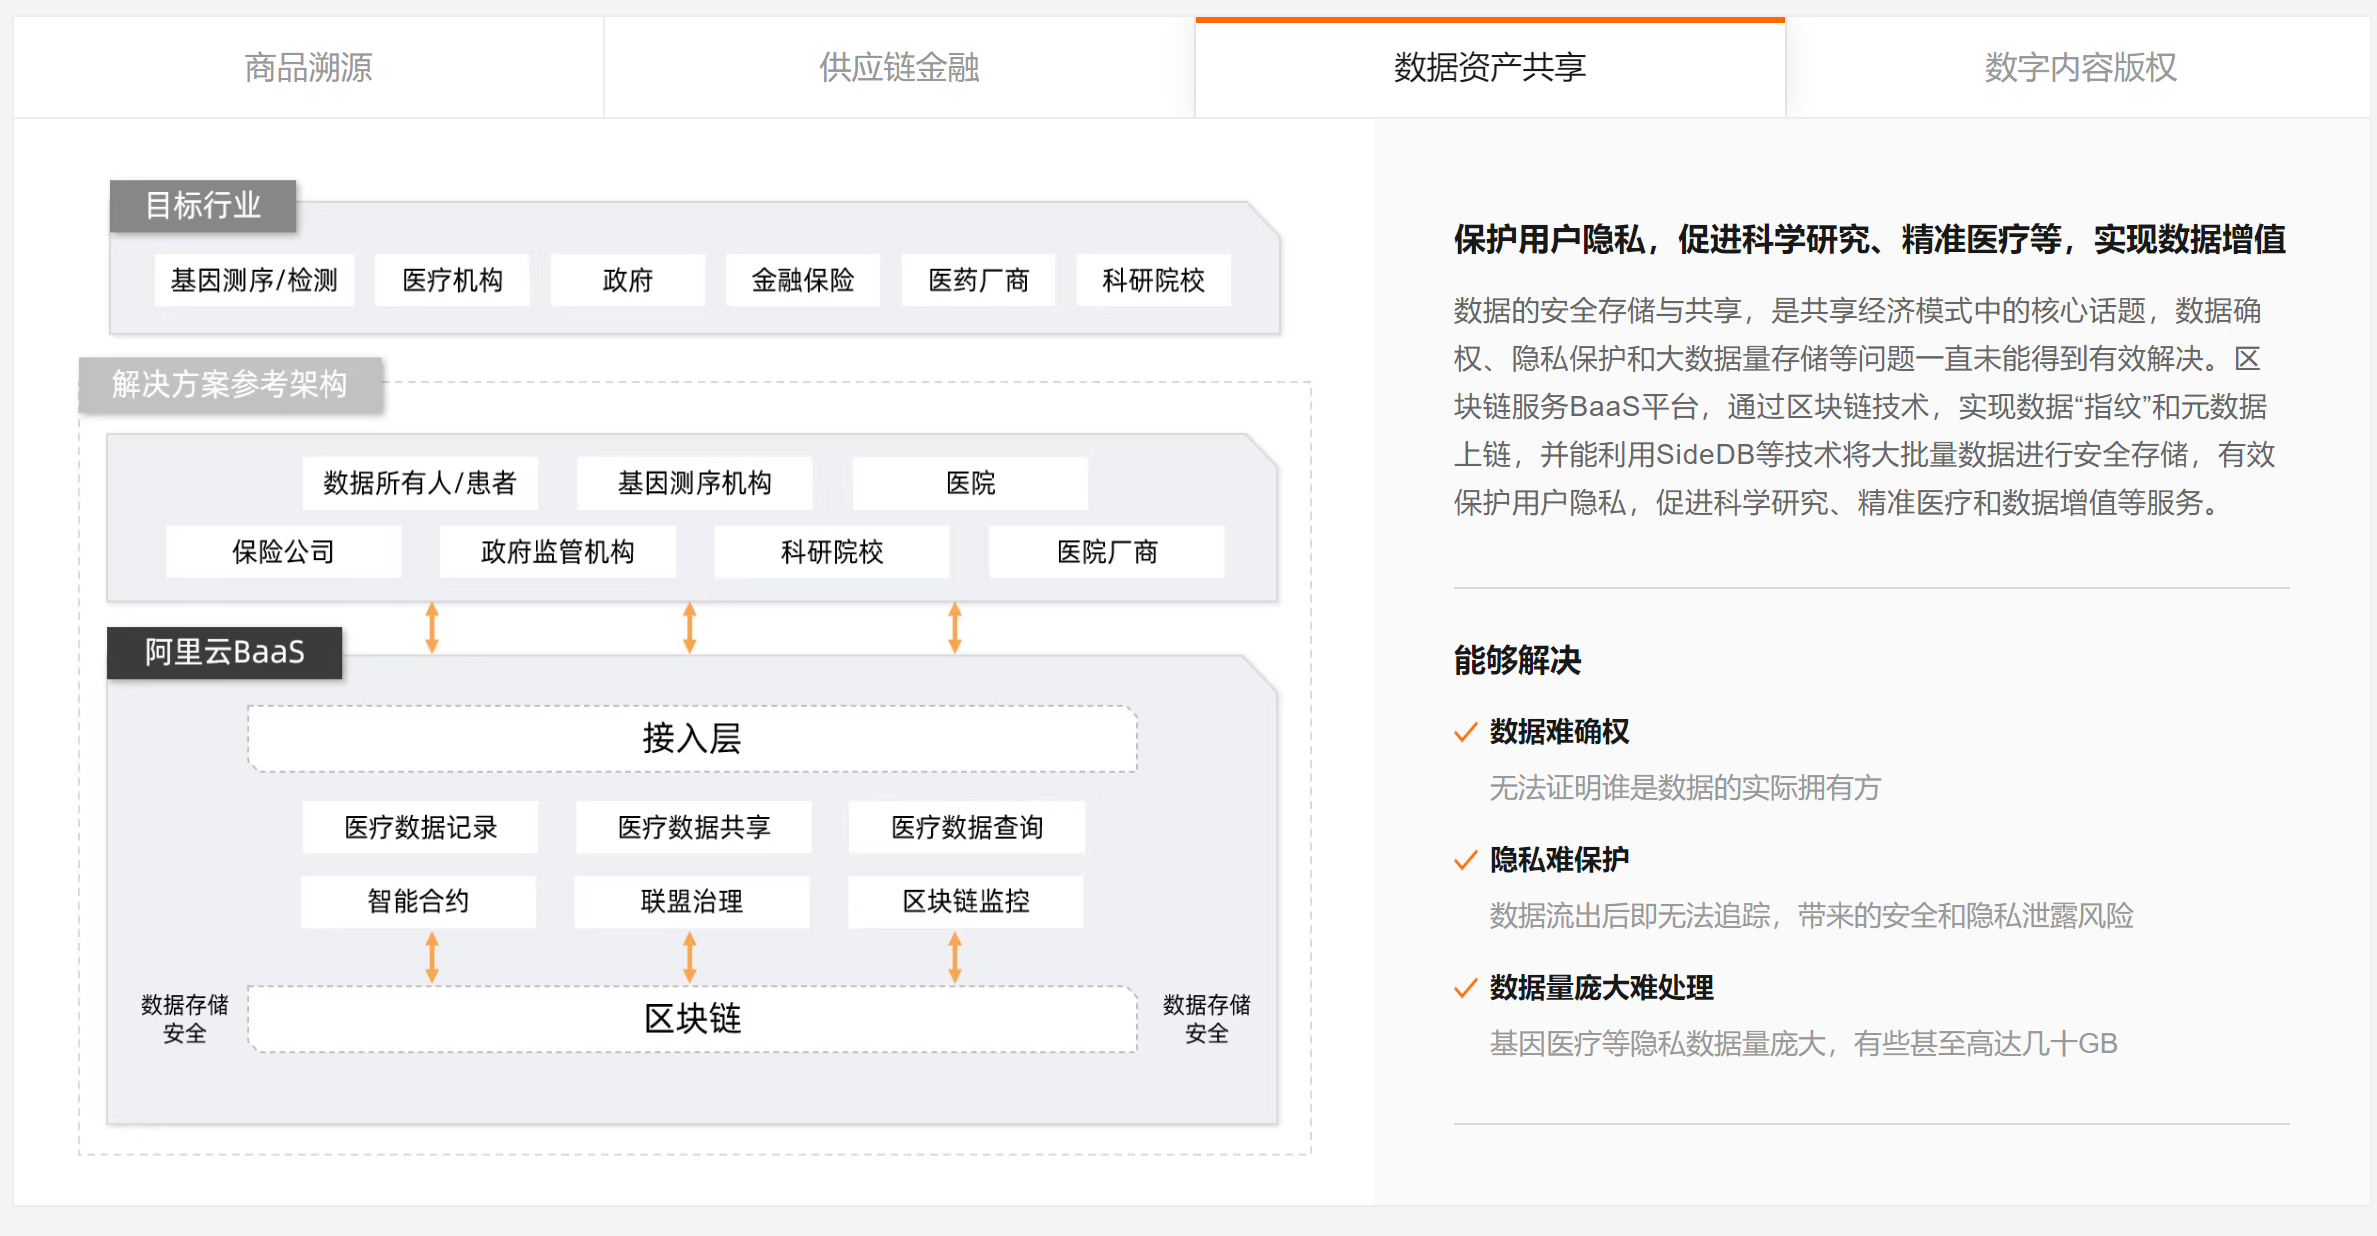 商品溯源
供应链金融
数据资产共享
数字内容版权
目标行业
基因测序/检测
医疗机构
政府
金融保险
医药厂商
科研院校
解决方案参考架构
数据所有人/患者
基因测序机构
医院
保险公司
政府监管机构
科研院校
医院厂商
阿里云BaaS
接入层
医疗数据记录
医疗数据共享
医疗数据查询
智能合约
联盟治理
区块链监控
数据存储
安全
区块链
数据存储
安全
保护用户隐私，促进科学研究、精准医疗等，实现数据增值
数据的安全存储与共享，是共享经济模式中的核心话题，数据确
权、隐私保护和大数据量存储等问题一直未能得到有效解决。区
块链服务BaaS平台，通过区块链技术，实现数据“指纹”和元数据
上链，并能利用SideDB等技术将大批量数据进行安全存储，有效
保护用户隐私，促进科学研究、精准医疗和数据增值等服务。
能够解决
数据难确权
无法证明谁是数据的实际拥有方
隐私难保护
数据流出后即无法追踪，带来的安全和隐私泄露风险
数据量庞大难处理
基因医疗等隐私数据量庞大，有些甚至高达几十GB